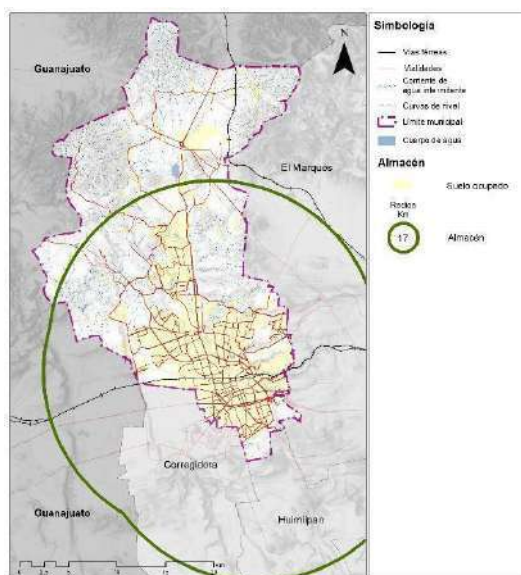 Guanajuato
N
El Marques
Corregidora
Guanajuato
Huimilpan
Simbología
Vías férreas
Vialidades
Corriente de
agua intermitente
Curvas de nivel
Límite municipal
Cuerpo de agua
Almacén
Suelo ocupado
Radios
Km
17
Almacén